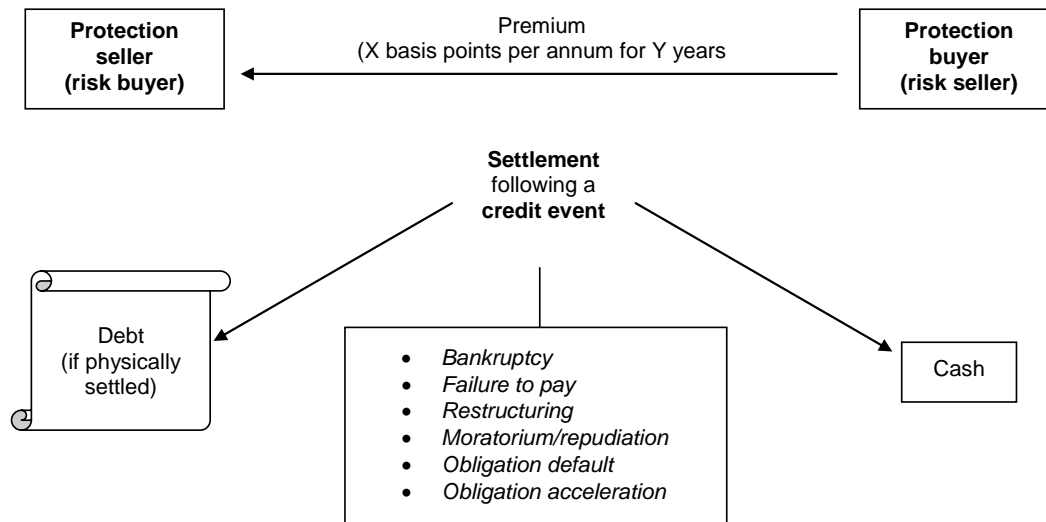 Protection
seller
(risk buyer)
Premium
(X basis points per annum for Y years
Protection
buyer
(risk seller)
Settlement
following a
credit event
Debt
(if physically
settled)
• Bankruptcy
• Failure to pay
• Restructuring
• Moratorium/repudiation
• Obligation default
• Obligation acceleration
Cash